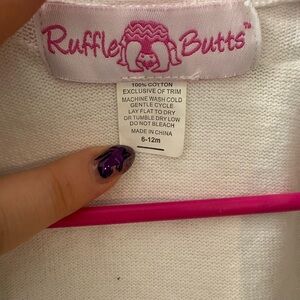 Ruffle Butts™
100% COTTON
EXCLUSIVE OF TRIM
MACHINE WASH COLD
GENTLE CYCLE.
LAY FLAT TO DRY
OR TUMBLE DRY LOW
DO NOT BLEACH
MADE IN CHINA
6-12m